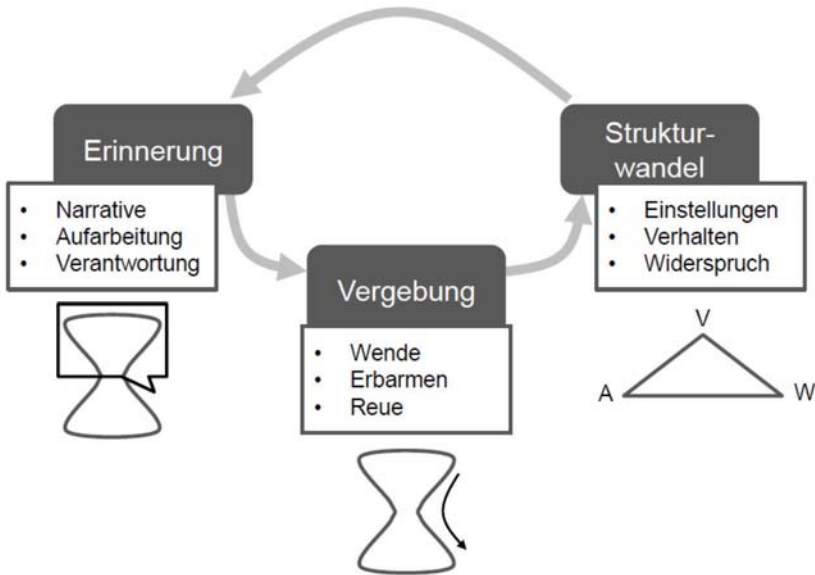 Erinnerung
• Narrative
• Aufarbeitung
• Verantwortung
Vergebung
• Wende
• Erbarmen
• Reue
Struktur-
wandel
• Einstellungen
• Verhalten
• Widerspruch
V
A
W